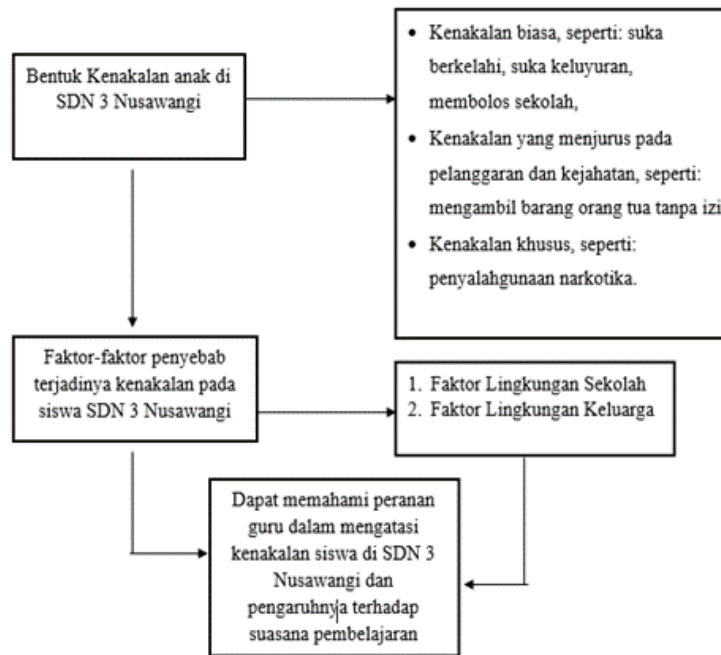 Bentuk Kenakalan anak di
SDN 3 Nusawangi
• Kenakalan biasa, seperti: suka
berkelahi, suka keluyuran,
membolos sekolah,
• Kenakalan yang menjurus pada
pelanggaran dan kejahatan, seperti:
mengambil barang orang tua tanpa izi
• Kenakalan khusus, seperti:
penyalahgunaan narkotika.
Faktor-faktor penyebab
terjadinya kenakalan pada
siswa SDN 3 Nusawangi
1. Faktor Lingkungan Sekolah
2. Faktor Lingkungan Keluarga
Dapat memahami peranan
guru dalam mengatasi
kenakalan siswa di SDN 3
Nusawangi dan
pengaruhnya terhadap
suasana pembelajaran